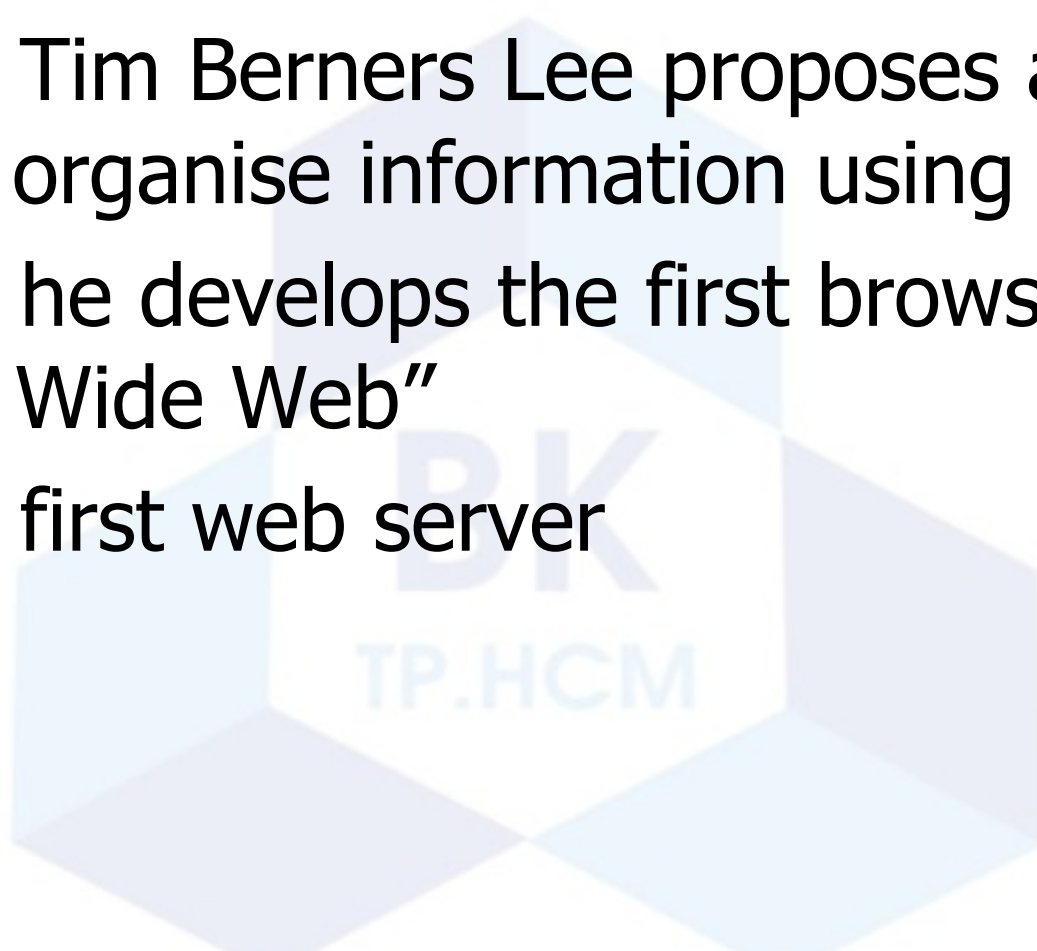 Tim Berners Lee proposes a
organise information using
he develops the first brows
Wide Web”
first web server
BK
TP.HCM